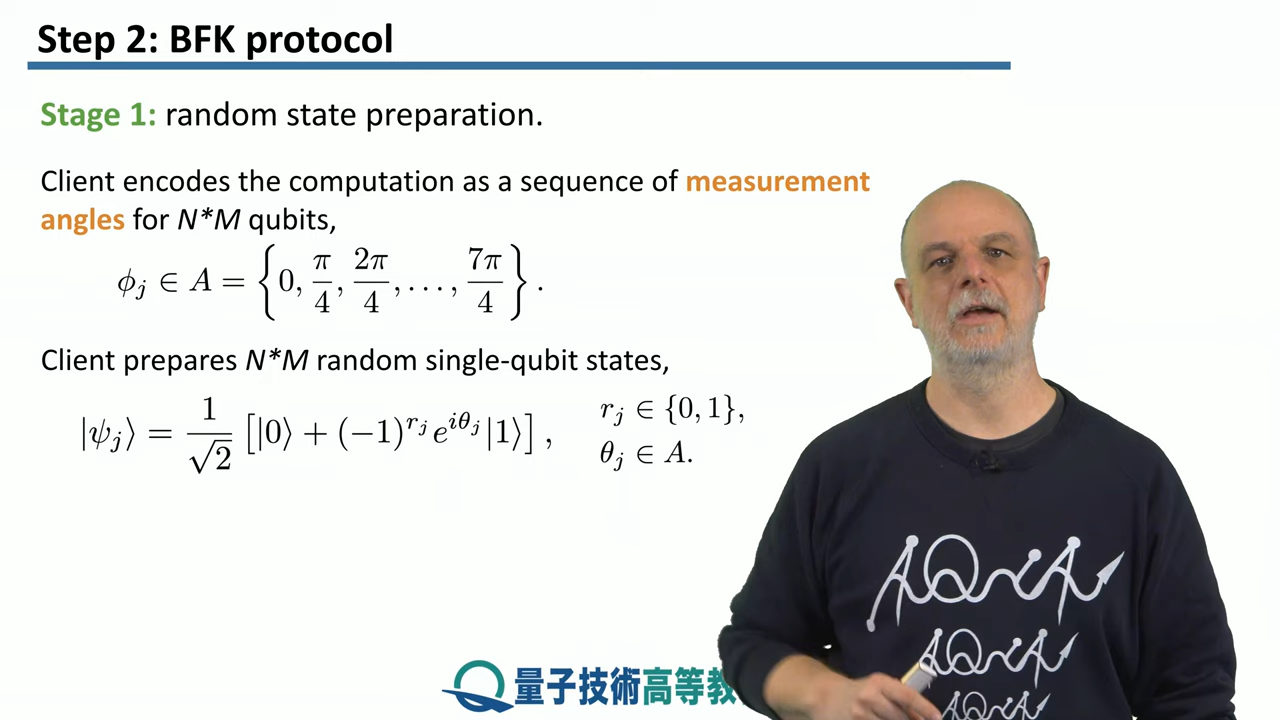 Step 2: BFK protocol
Stage 1: random state preparation.
Client encodes the computation as a sequence of measurement
angles for N*M qubits,
ϕ_j ∈ A = {0, π/4, 2π/4, ..., 7π/4}.
Client prepares N*M random single-qubit states,
|ψ_j⟩ = 1/√2 [|0⟩ + (−1)^{r_j} e^{iθ_j} |1⟩], r_j ∈ {0, 1},
θ_j ∈ A.
量子技術高等教